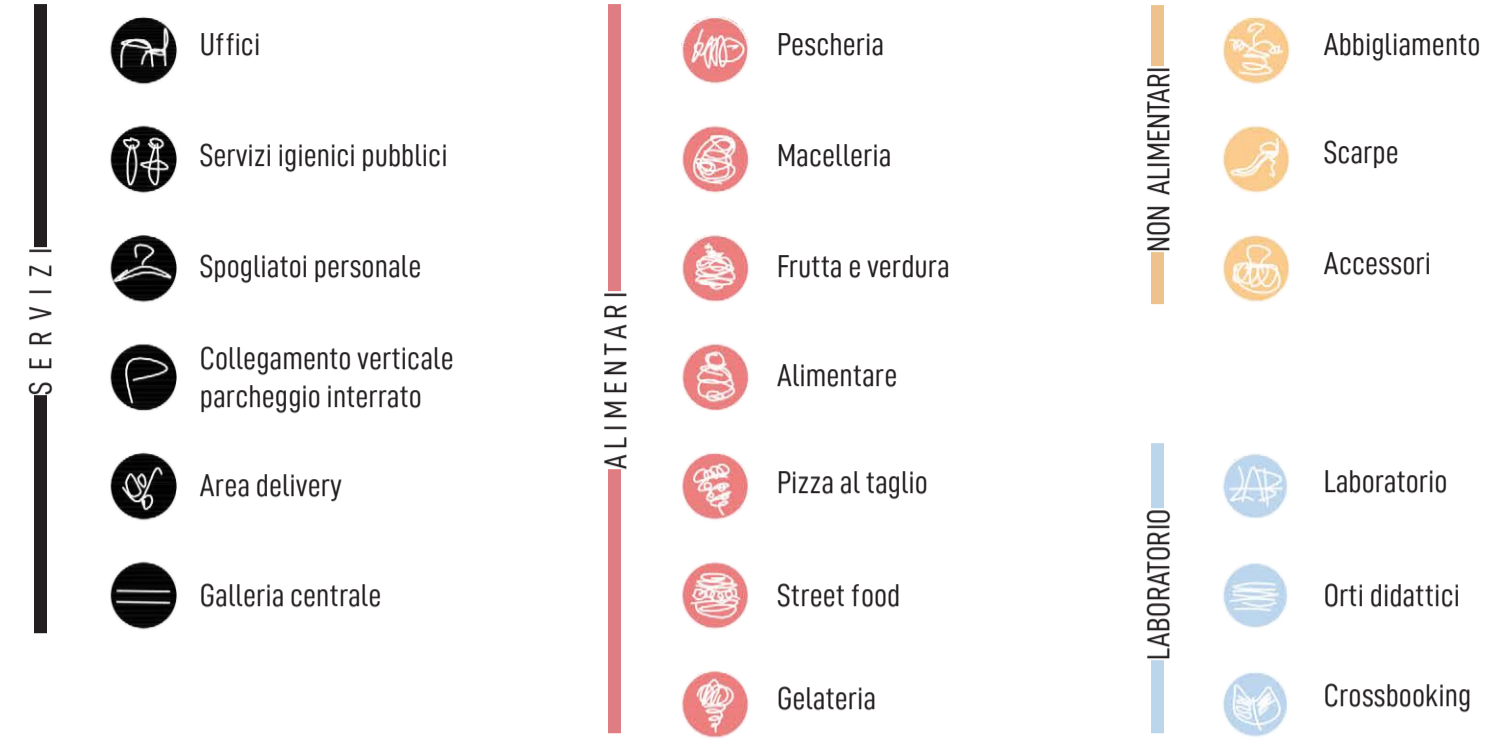 SERVIZI
Uffici
Servizi igienici pubblici
Spogliatoi personale
Collegamento verticale
parcheggio interrato
Area delivery
Galleria centrale
ALIMENTARI
Pescheria
Macelleria
Frutta e verdura
Alimentare
Pizza al taglio
Street food
Gelateria
NON ALIMENTARI
Abbigliamento
Scarpe
Accessori
LABORATORIO
LAB
Laboratorio
Orti didattici
Crossbooking